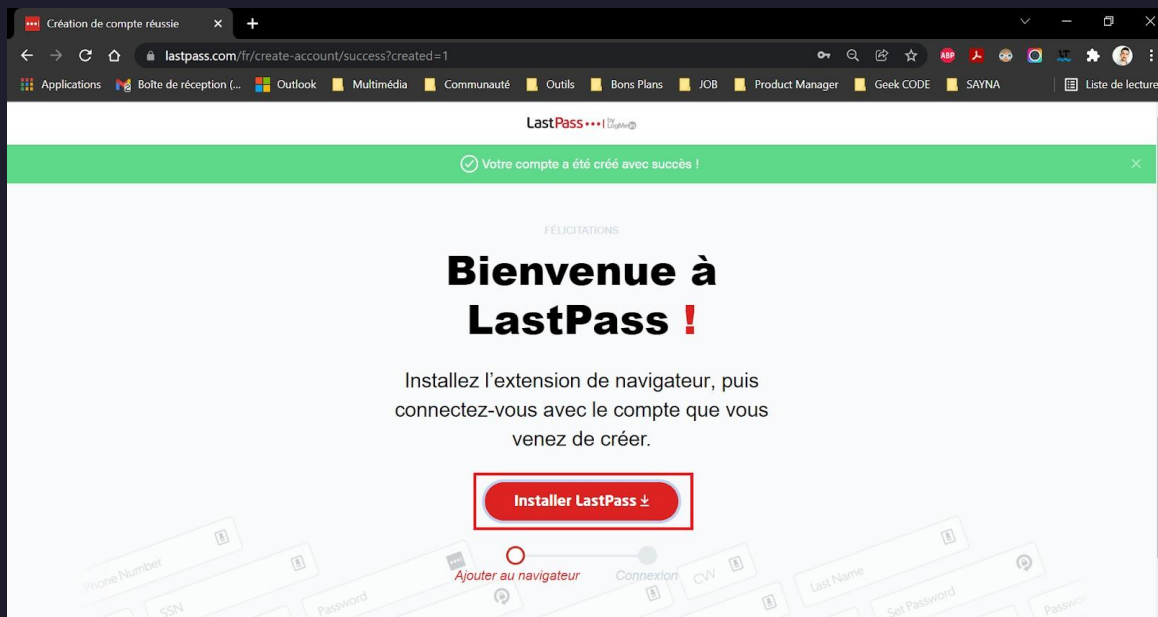 Création de compte réussie
lastpass.com/fr/create-account/success?created=1
ABP
Applications
Boîte de réception (...
Outlook
Multimédia
Communauté
Outils
Bons Plans
JOB
Product Manager
Geek CODE
SAYNA
Liste de lecture
LastPass••••| by LogMeIn
Votre compte a été créé avec succès !
FÉLICITATIONS
Bienvenue à
LastPass !
Installez l’extension de navigateur, puis
connectez-vous avec le compte que vous
venez de créer.
Installer LastPass
Ajouter au navigateur
Connexion
Phone Number
SSN
Password
CVV
Last Name
Set Password